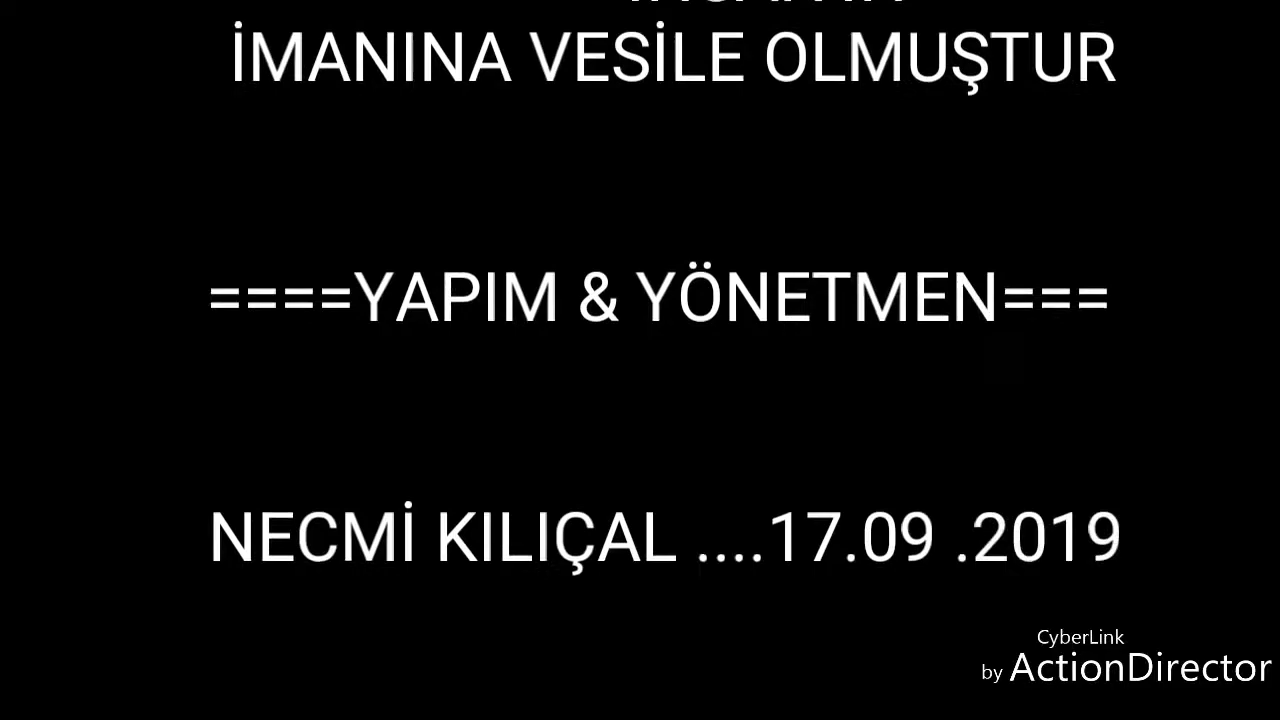 İMANINA VESİLE OLMUŞTUR
====YAPIM & YÖNETMEN===
NECMİ KILIÇAL ....17.09 .2019
CyberLink
by ActionDirector